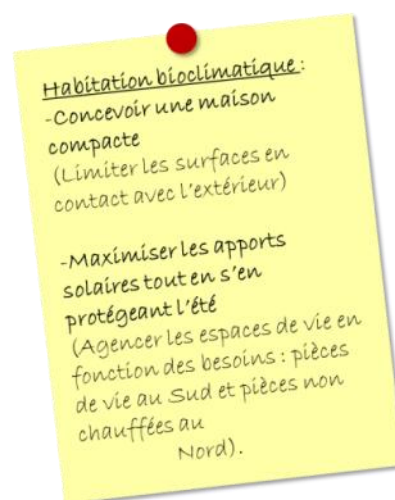 Habitation bioclimatique :
-Concevoir une maison
compacte
(Limiter les surfaces en
contact avec l'extérieur)
-Maximiser les apports
solaires tout en s'en
protégeant l'été
(Agencer les espaces de vie en
fonction des besoins : pièces
de vie au Sud et pièces non
chauffées au
Nord).